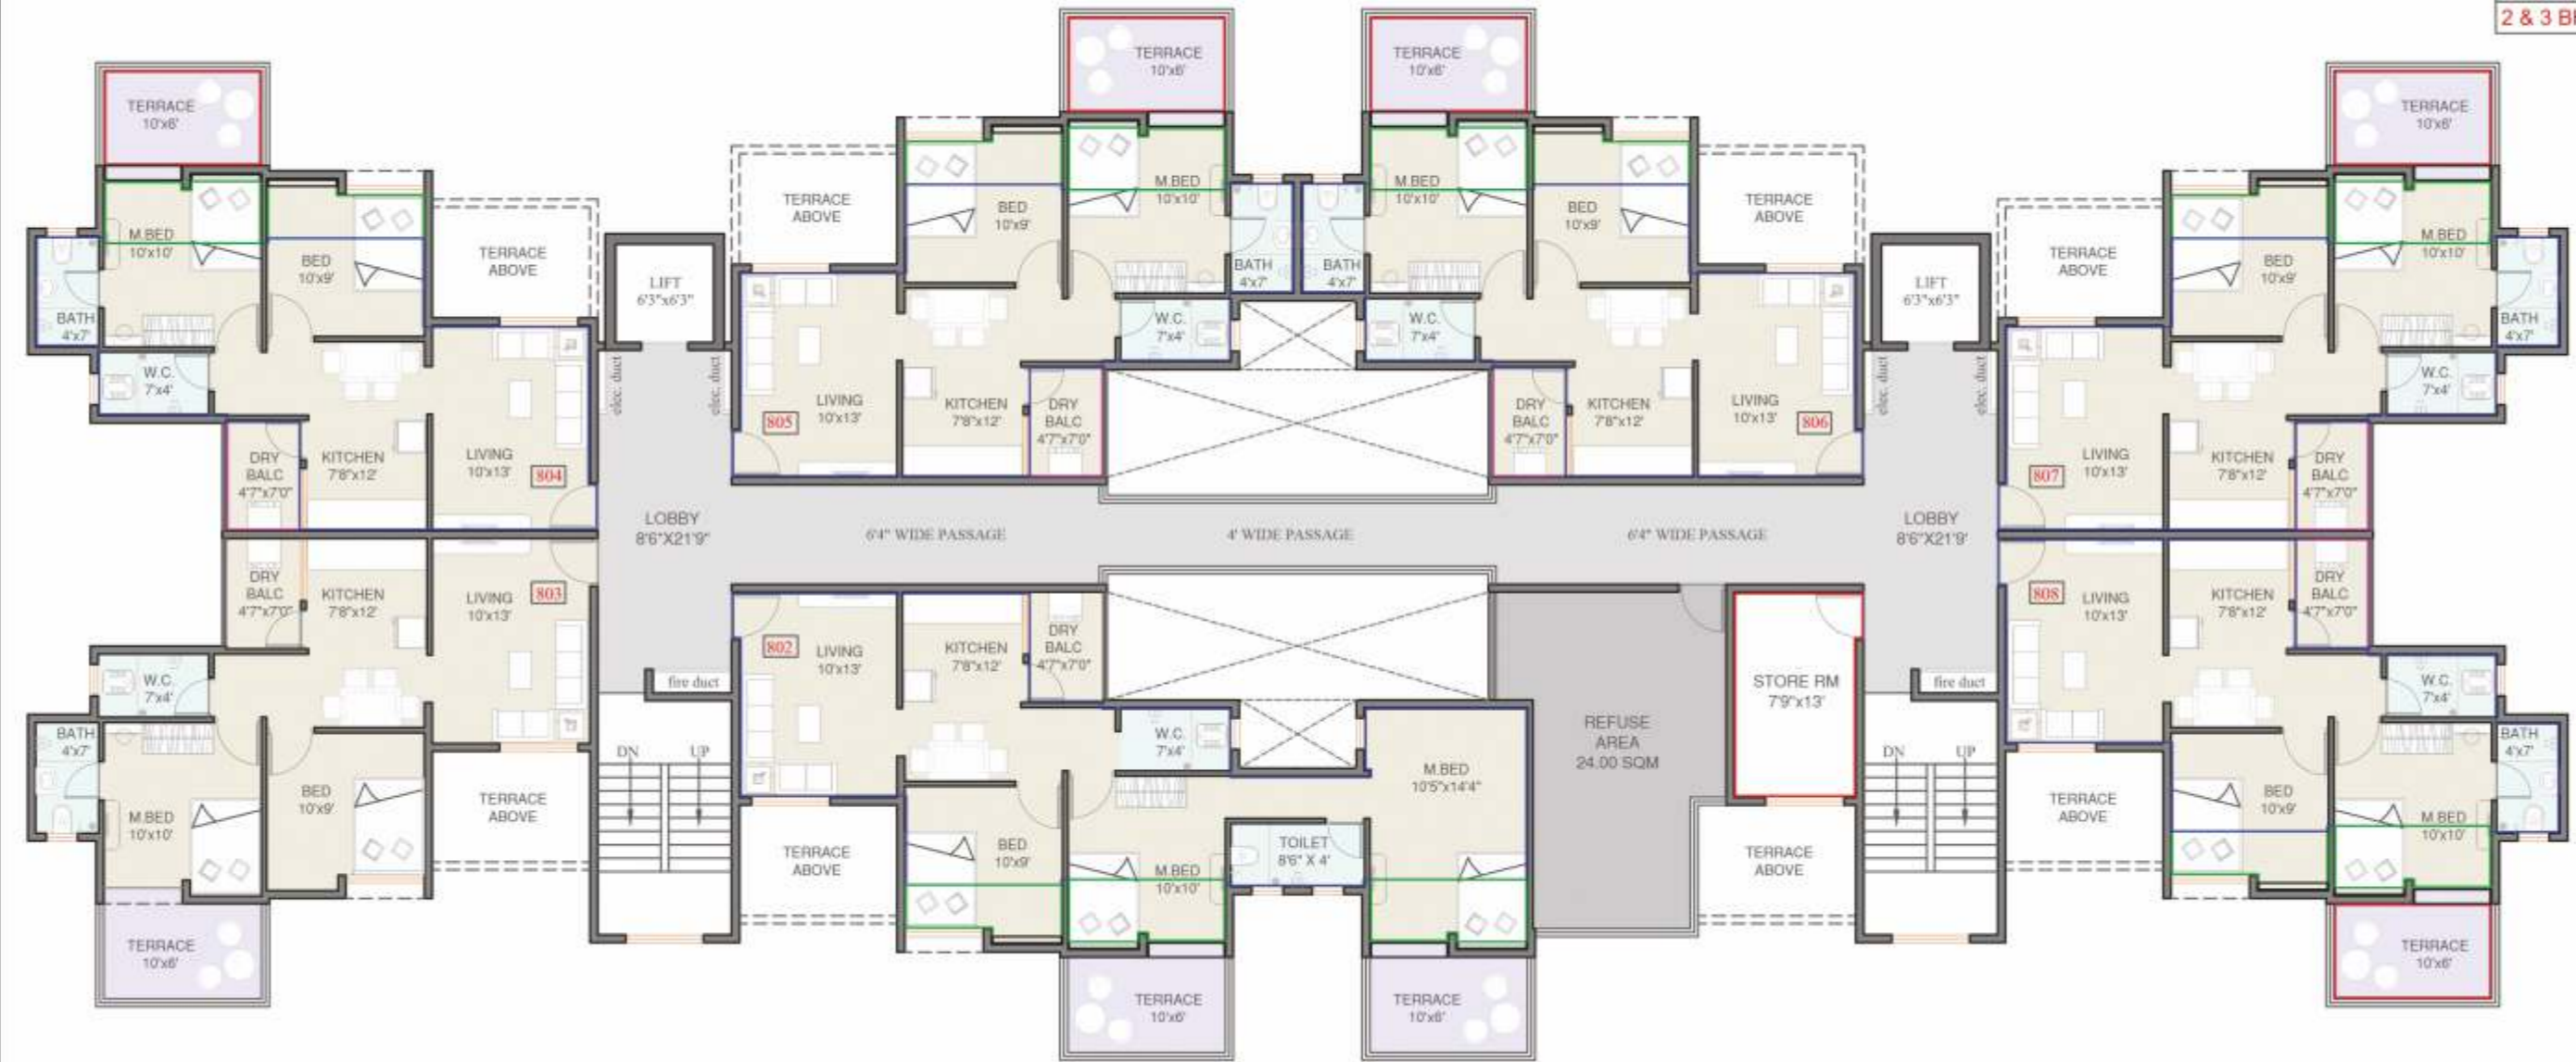 2 & 3 B
TERRACE
10'x6'
TERRACE
10'x6'
TERRACE
10'x6'
TERRACE
10'x6'
M.BED
10'x10'
BED
10'x9'
BATH
4'x7'
W.C.
7'x4'
TERRACE
ABOVE
DRY
BALC
4'7"x7'0"
KITCHEN
7'8"x12'
LIVING
10'x13'
804
LIFT
6'3"x6'3"
elec. duct
elec. duct
TERRACE
ABOVE
BED
10'x9'
M.BED
10'x10'
BATH
4'x7'
W.C.
7'x4'
805
LIVING
10'x13'
KITCHEN
7'8"x12'
DRY
BALC
4'7"x7'0"
M.BED
10'x10'
BED
10'x9'
BATH
4'x7'
W.C.
7'x4'
TERRACE
ABOVE
DRY
BALC
4'7"x7'0"
KITCHEN
7'8"x12'
LIVING
10'x13'
806
LIFT
6'3"x6'3"
elec. duct
elec. duct
TERRACE
ABOVE
BED
10'x9'
M.BED
10'x10'
BATH
4'x7'
W.C.
7'x4'
807
LIVING
10'x13'
KITCHEN
7'8"x12'
DRY
BALC
4'7"x7'0"
LOBBY
8'6"X21'9"
6'4" WIDE PASSAGE
4' WIDE PASSAGE
6'4" WIDE PASSAGE
LOBBY
8'6"X21'9'
DRY
BALC
4'7"x7'0"
KITCHEN
7'8"x12'
LIVING
10'x13'
803
W.C.
7'x4'
BATH
4'x7'
M.BED
10'x10'
BED
10'x9'
TERRACE
ABOVE
TERRACE
10'x6'
fire duct
DN
UP
802
LIVING
10'x13'
KITCHEN
7'8"x12'
DRY
BALC
4'7"x7'0"
W.C.
7'x4'
TERRACE
ABOVE
BED
10'x9'
M.BED
10'x10'
TOILET
8'6" X 4'
M.BED
10'5"x14'4"
TERRACE
10'x6'
TERRACE
10'x6'
REFUSE
AREA
24.00 SQM
STORE RM
7'9"x13'
TERRACE
ABOVE
fire duct
DN
UP
808
LIVING
10'x13'
KITCHEN
7'8"x12'
DRY
BALC
4'7"x7'0"
W.C.
7'x4'
BATH
4'x7'
TERRACE
ABOVE
BED
10'x9'
M.BED
10'x10'
TERRACE
10'x6'